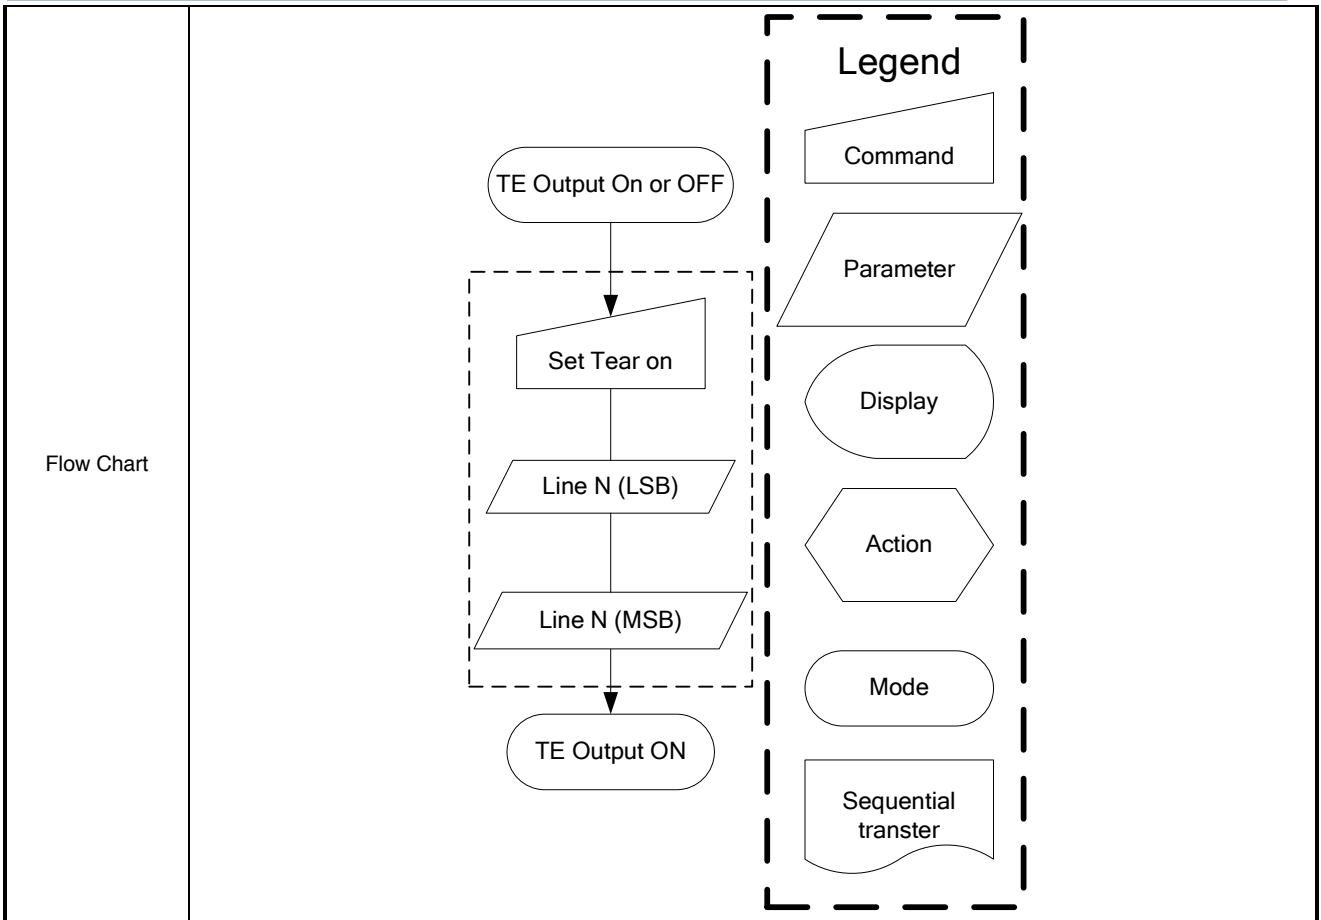 Flow Chart
TE Output On or OFF
Set Tear on
Line N (LSB)
Line N (MSB)
TE Output ON
Legend
Command
Parameter
Display
Action
Mode
Sequential
transter